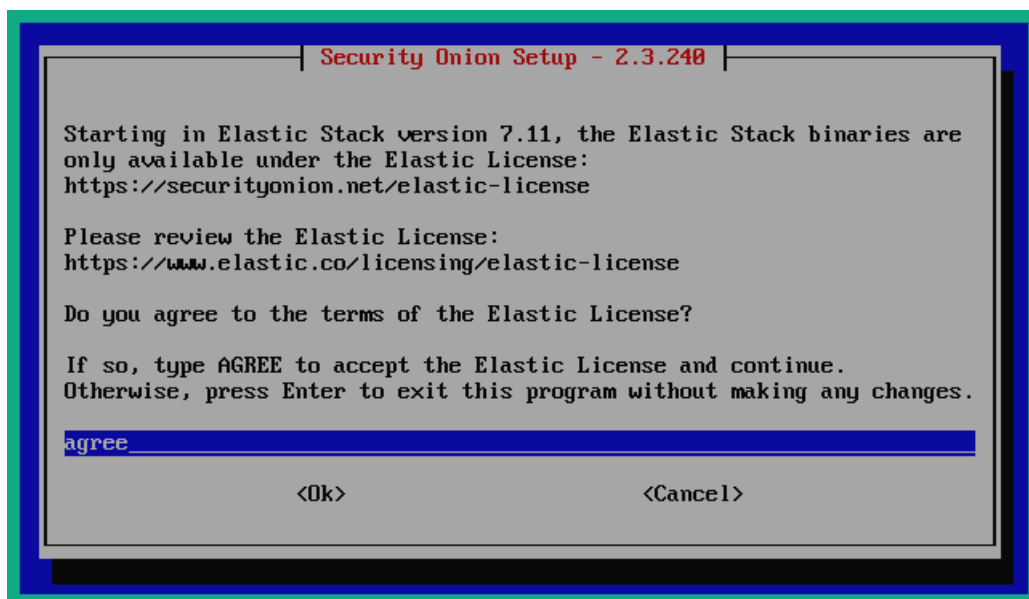 Security Onion Setup - 2.3.240
Starting in Elastic Stack version 7.11, the Elastic Stack binaries are
only available under the Elastic License:
https://securityonion.net/elastic-license
Please review the Elastic License:
https://www.elastic.co/licensing/elastic-license
Do you agree to the terms of the Elastic License?
If so, type AGREE to accept the Elastic License and continue.
Otherwise, press Enter to exit this program without making any changes.
agree
<Ok> <Cancel>